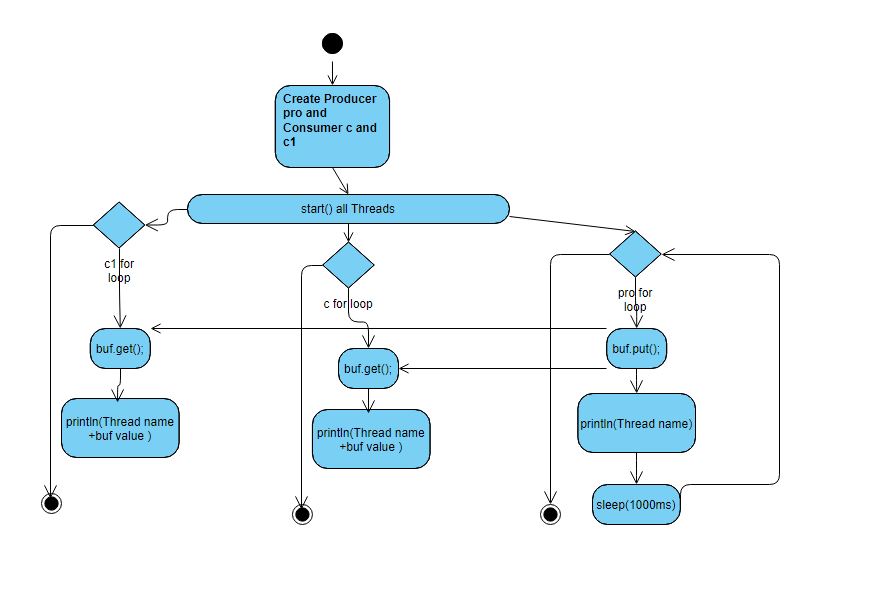 Create Producer
pro and
Consumer c and
c1
start() all Threads
c1 for
loop
c for loop
pro for
loop
buf.get();
buf.get();
buf.put();
println(Thread name
+buf value )
println(Thread name
+buf value )
println(Thread name)
sleep(1000ms)